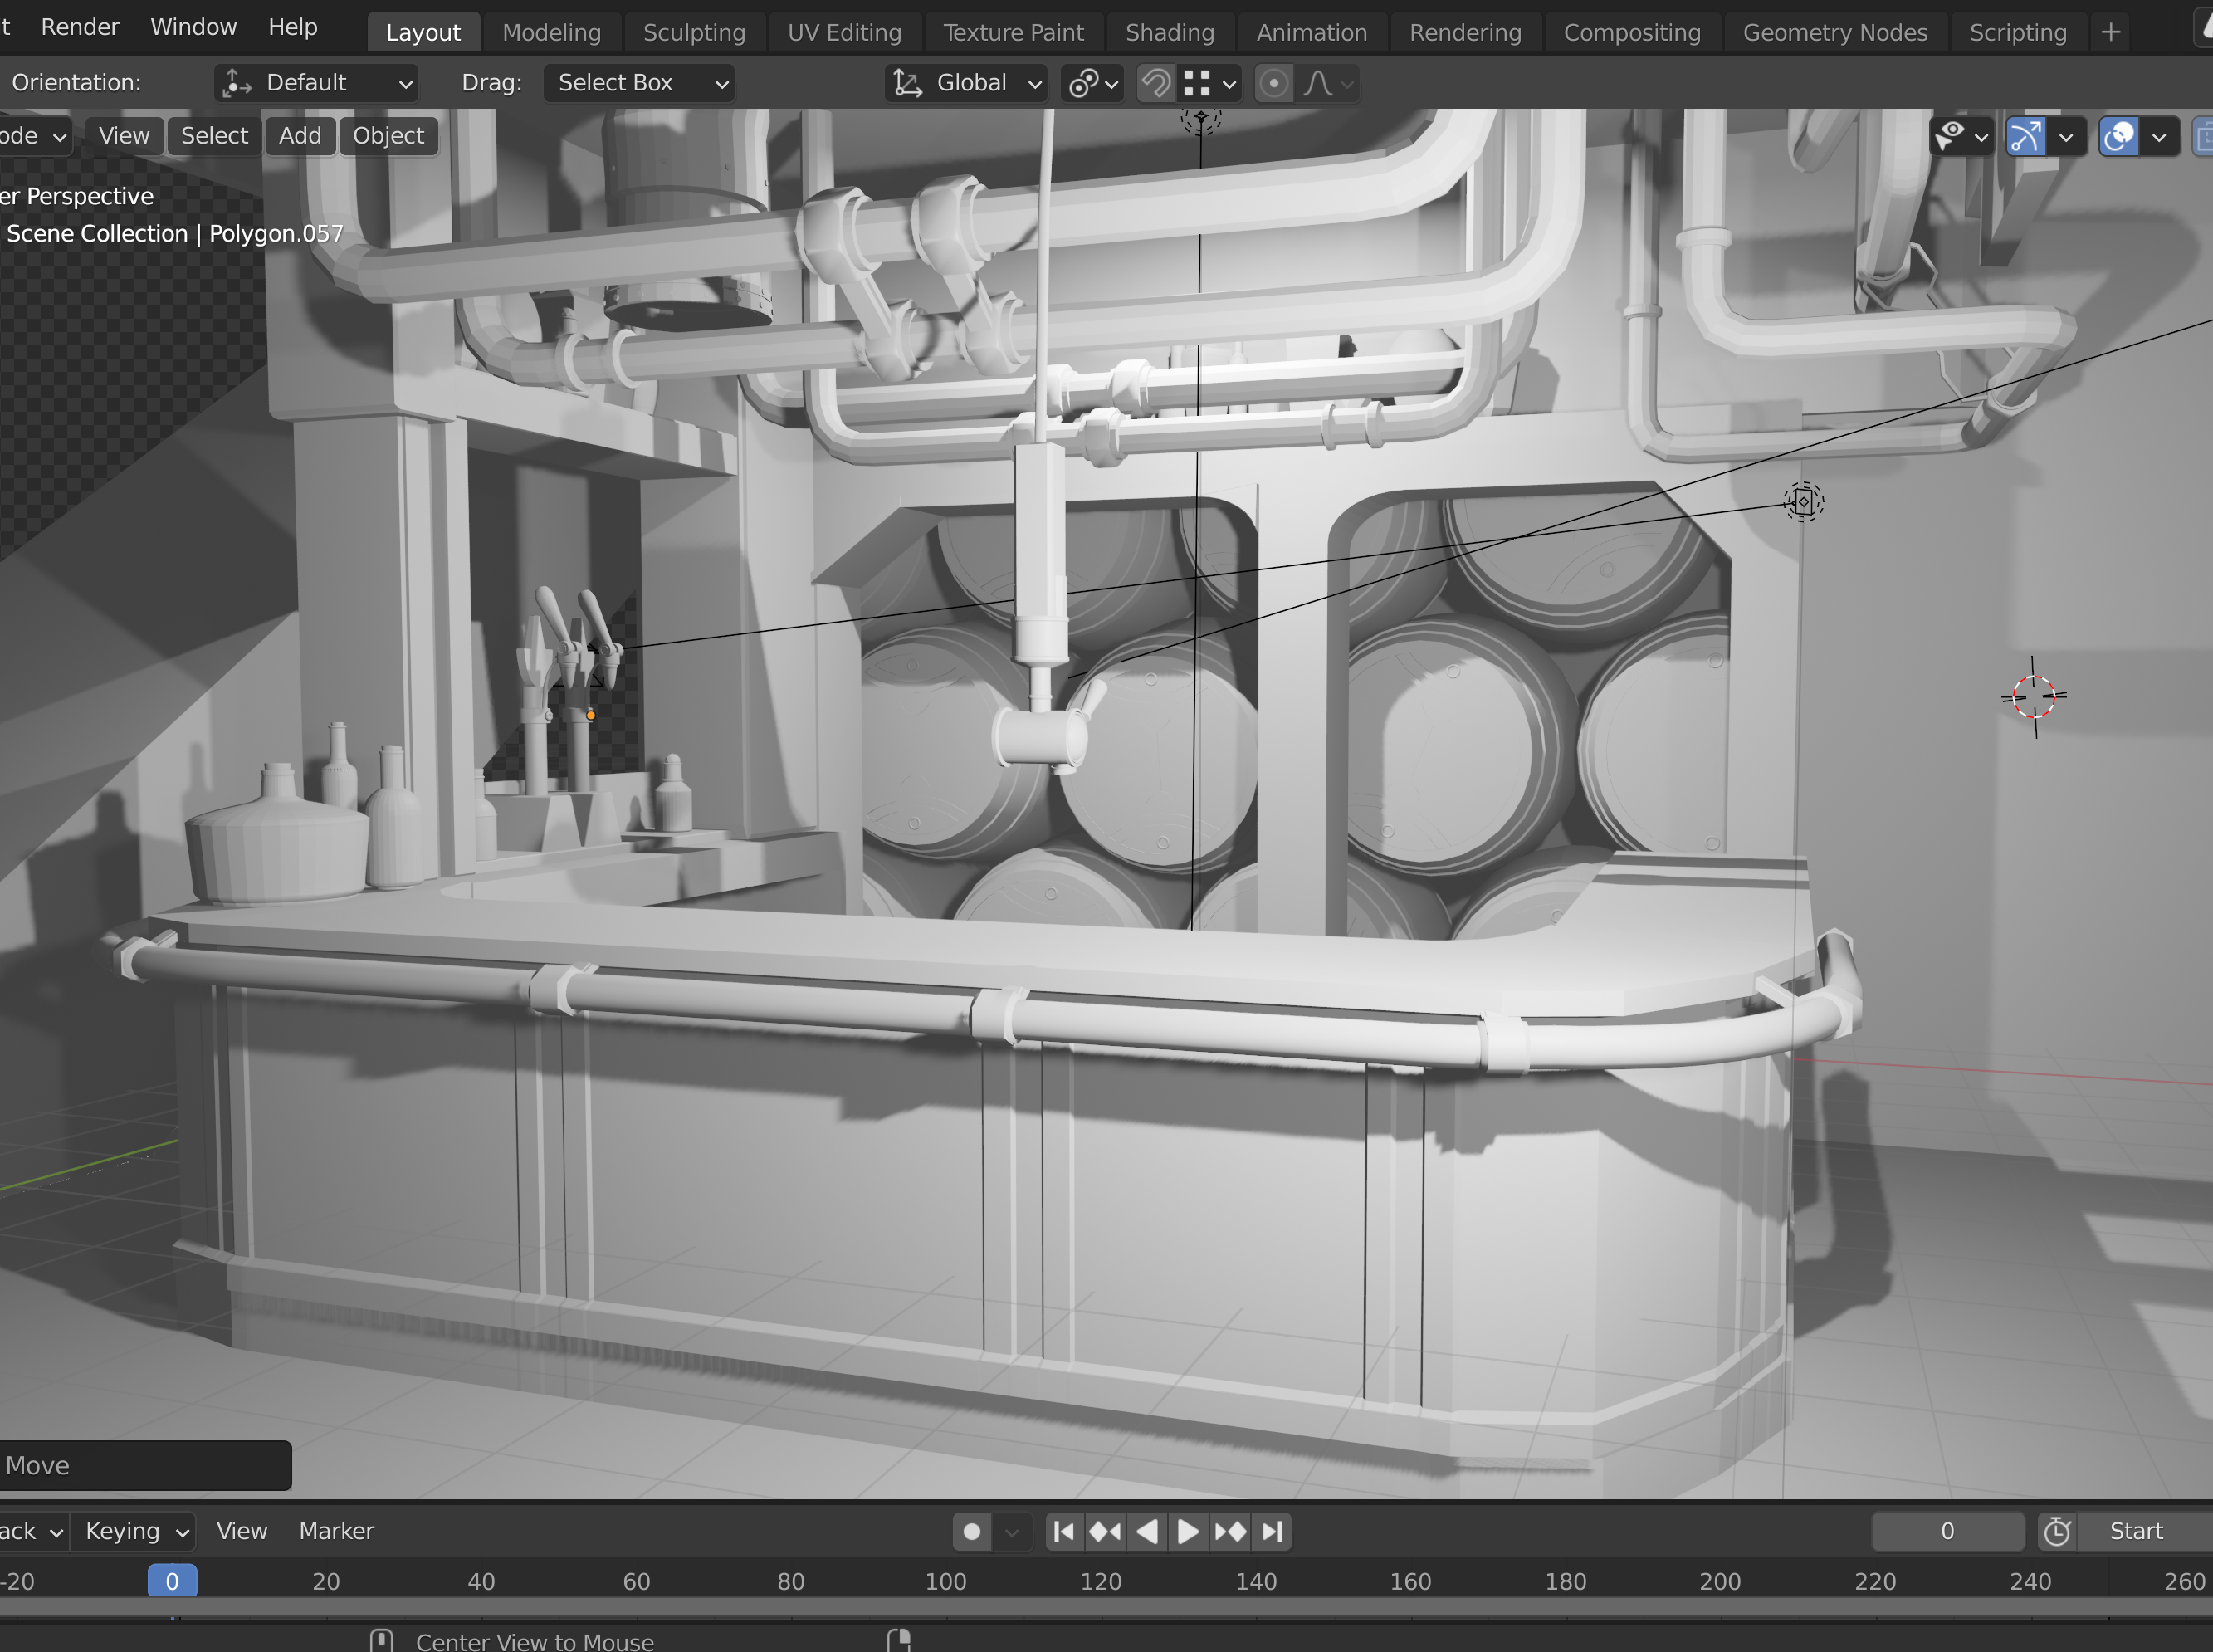 t Render Window Help Layout Modeling Sculpting UV Editing Texture Paint Shading Animation Rendering Compositing Geometry Nodes Scripting +
Orientation: Default Drag: Select Box Global
ode View Select Add Object
er Perspective
Scene Collection | Polygon.057
Move
ack Keying View Marker 0 Start
-20 0 20 40 60 80 100 120 140 160 180 200 220 240 260
Center View to Mouse